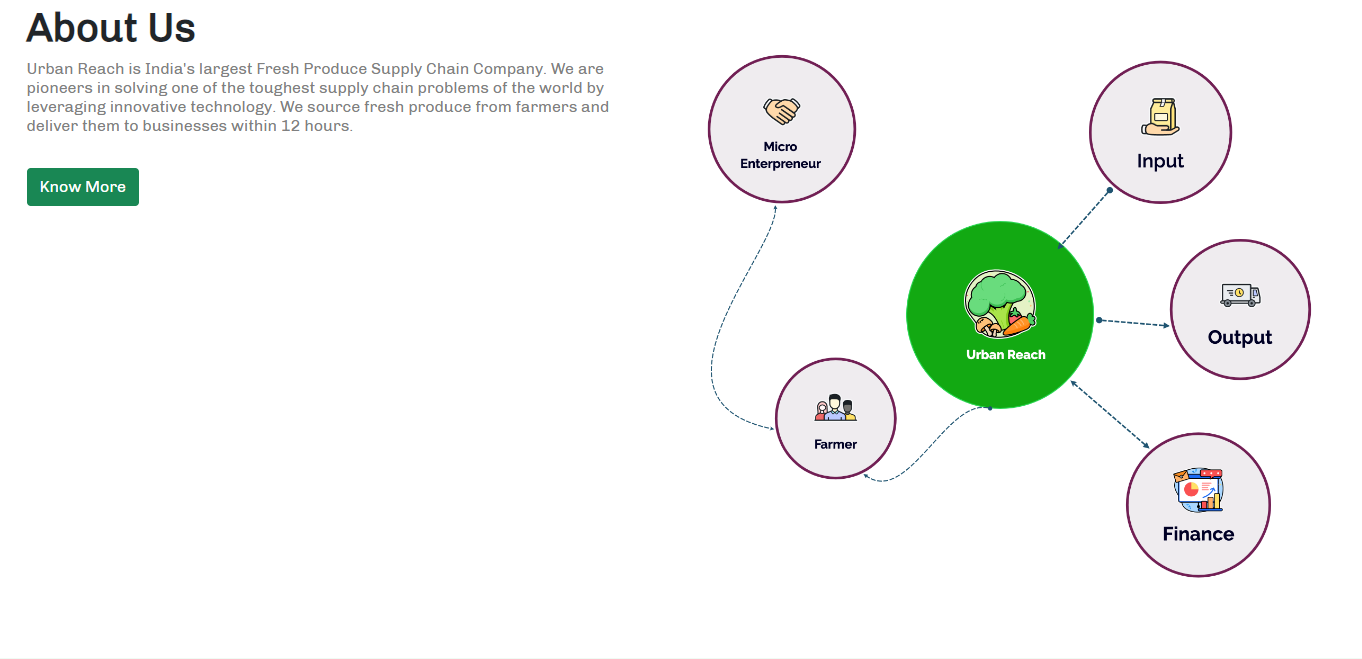 About Us
Urban Reach is India's largest Fresh Produce Supply Chain Company. We are
pioneers in solving one of the toughest supply chain problems of the world by
leveraging innovative technology. We source fresh produce from farmers and
deliver them to businesses within 12 hours.
Know More
Micro
Enterpreneur
Input
Urban Reach
Output
Farmer
Finance